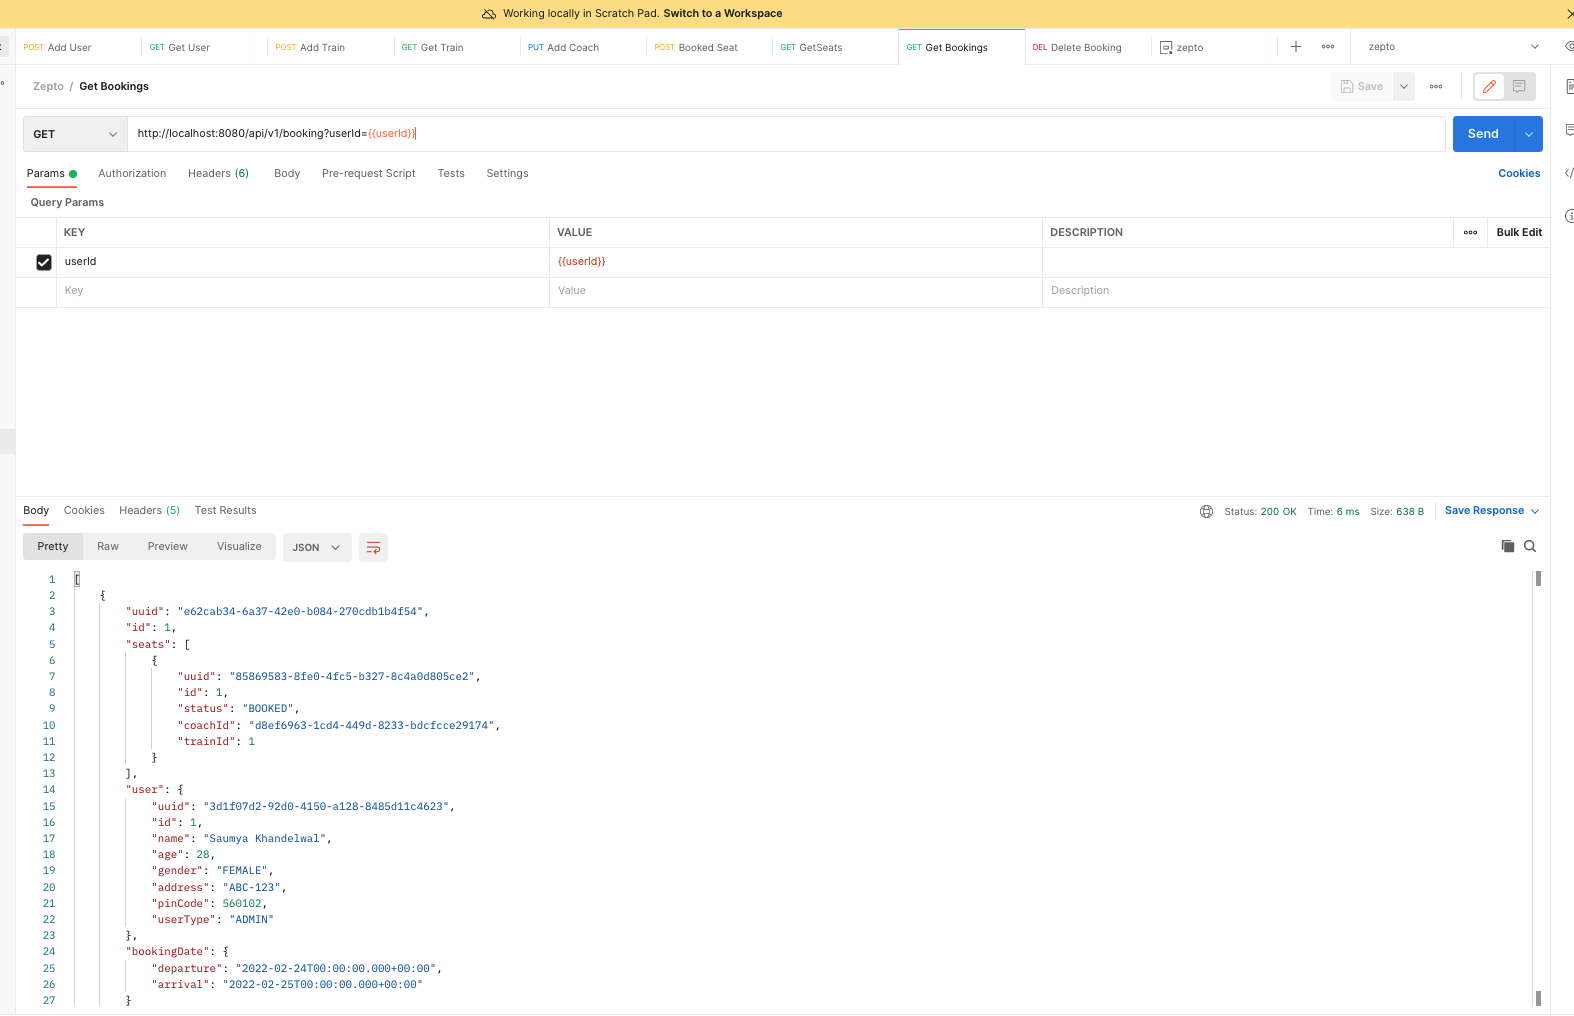 Working locally in Scratch Pad. Switch to a Workspace
POST Add User GET Get User POST Add Train GET Get Train PUT Add Coach POST Booked Seat GET GetSeats GET Get Bookings DEL Delete Booking zepto zepto
Zepto / Get Bookings Save
GET http://localhost:8080/api/v1/booking?userId={{userId}} Send
Params Authorization Headers (6) Body Pre-request Script Tests Settings Cookies
Query Params
KEY VALUE DESCRIPTION Bulk Edit
userId {{userId}}
Key Value Description
Body Cookies Headers (5) Test Results Status: 200 OK Time: 6 ms Size: 638 B Save Response
Pretty Raw Preview Visualize JSON
1 [
2 {
3 "uuid": "e62cab34-6a37-42e0-b084-270cdb1b4f54",
4 "id": 1,
5 "seats": [
6 {
7 "uuid": "85869583-8fe0-4fc5-b327-8c4a0d805ce2",
8 "id": 1,
9 "status": "BOOKED",
10 "coachId": "d8ef6963-1cd4-449d-8233-bdcfcce29174",
11 "trainId": 1
12 }
13 ],
14 "user": {
15 "uuid": "3d1f07d2-92d0-4150-a128-8485d11c4623",
16 "id": 1,
17 "name": "Saumya Khandelwal",
18 "age": 28,
19 "gender": "FEMALE",
20 "address": "ABC-123",
21 "pinCode": 560102,
22 "userType": "ADMIN"
23 },
24 "bookingDate": {
25 "departure": "2022-02-24T00:00:00.000+00:00",
26 "arrival": "2022-02-25T00:00:00.000+00:00"
27 }